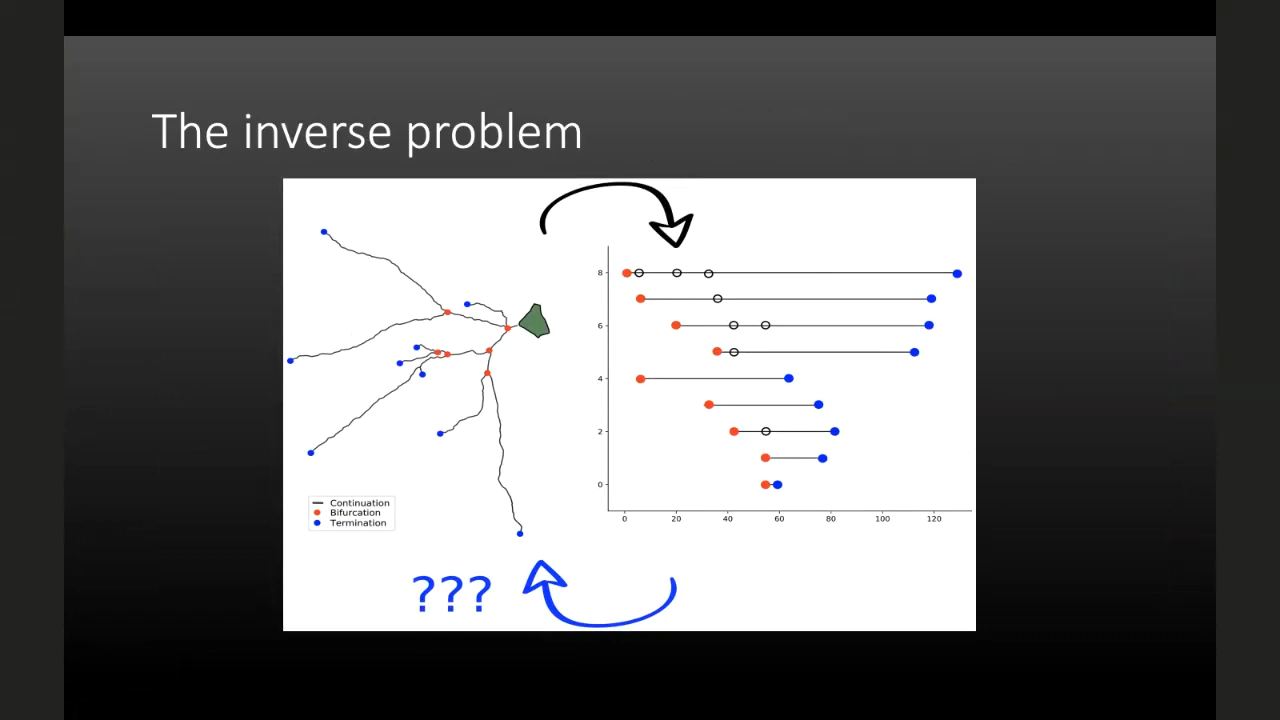 The inverse problem
8
6
4
2
0
0 20 40 60 80 100 120
Continuation
Bifurcation
Termination
???